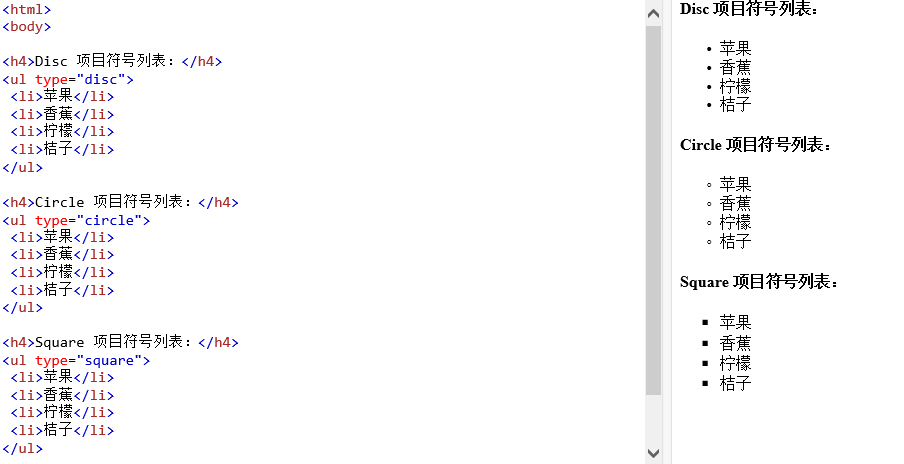 <html>
<body>
<h4>Disc 项目符号列表：</h4>
<ul type="disc">
<li>苹果</li>
<li>香蕉</li>
<li>柠檬</li>
<li>桔子</li>
</ul>
<h4>Circle 项目符号列表：</h4>
<ul type="circle">
<li>苹果</li>
<li>香蕉</li>
<li>柠檬</li>
<li>桔子</li>
</ul>
<h4>Square 项目符号列表：</h4>
<ul type="square">
<li>苹果</li>
<li>香蕉</li>
<li>柠檬</li>
<li>桔子</li>
</ul>
Disc 项目符号列表：
• 苹果
• 香蕉
• 柠檬
• 桔子
Circle 项目符号列表：
◦ 苹果
◦ 香蕉
◦ 柠檬
◦ 桔子
Square 项目符号列表：
▪ 苹果
▪ 香蕉
▪ 柠檬
▪ 桔子